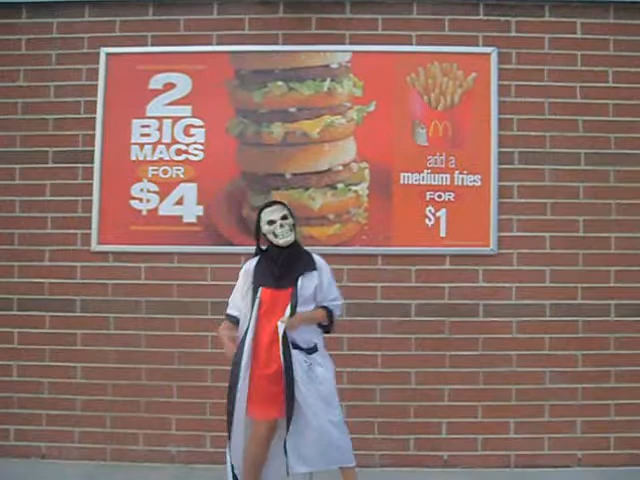 2
BIG
MACS
FOR
$4
add a
medium fries
FOR
$1